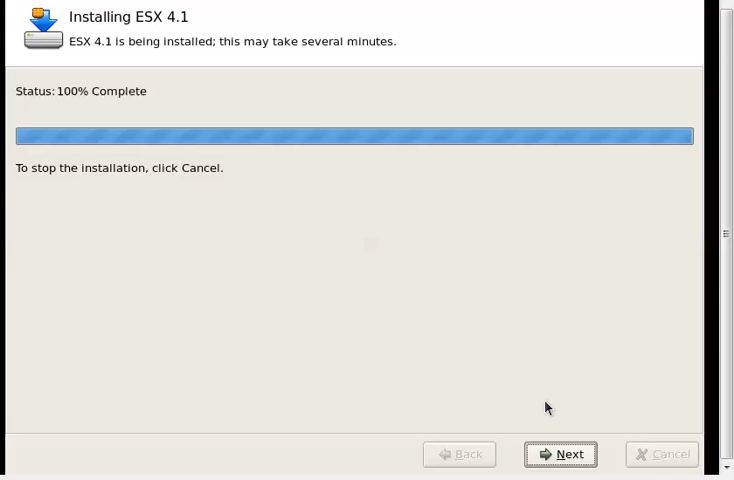 Installing ESX 4.1
ESX 4.1 is being installed; this may take several minutes.
Status: 100% Complete
To stop the installation, click Cancel.
Back
Next
Cancel